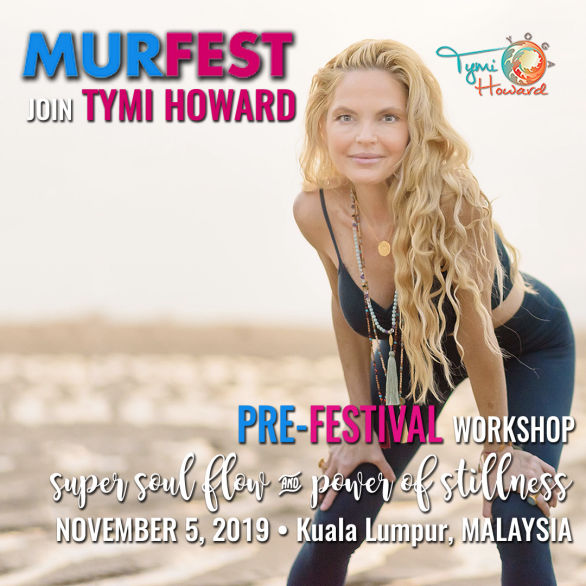 MURFEST
JOIN TYMI HOWARD
YOGA
Tymi
Howard
PRE-FESTIVAL WORKSHOP
super soul flow AND power of stillness
NOVEMBER 5, 2019 • Kuala Lumpur, MALAYSIA